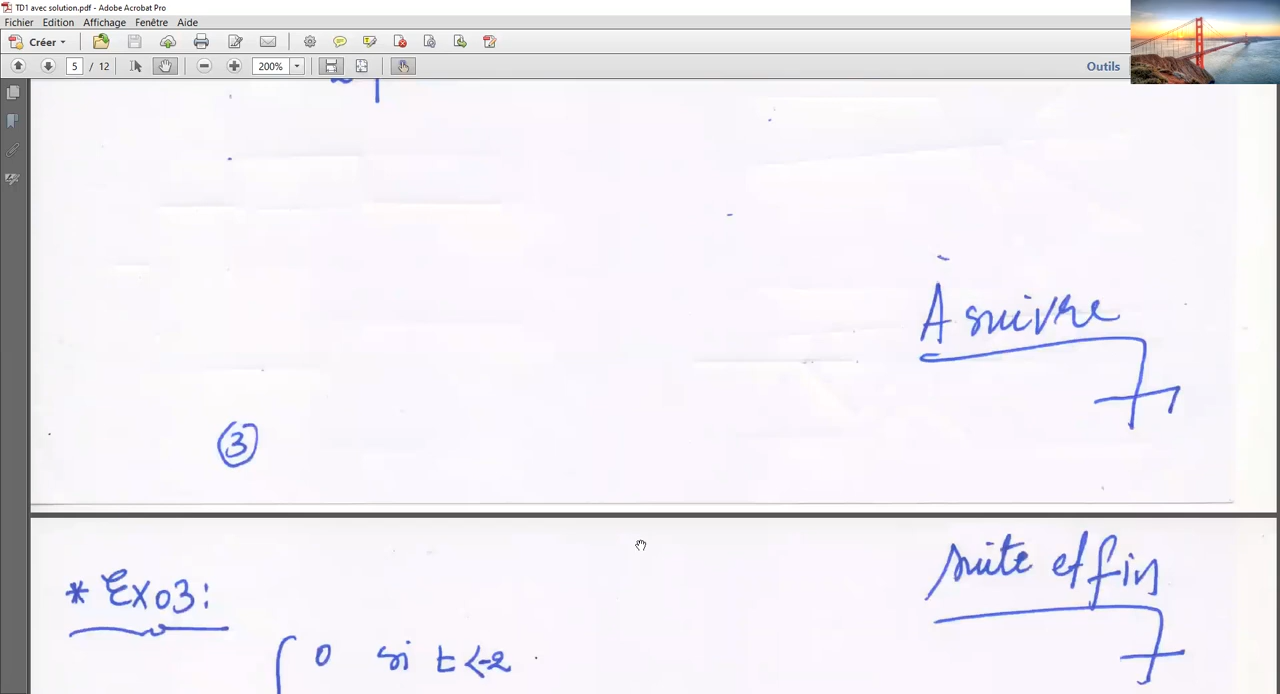 TD1 avec solution.pdf - Adobe Acrobat Pro
Fichier Edition Affichage Fenêtre Aide
Créer
5 / 12 200% Outils
À suivre
3
suite et fin
* EXO3:
0 si t<-2